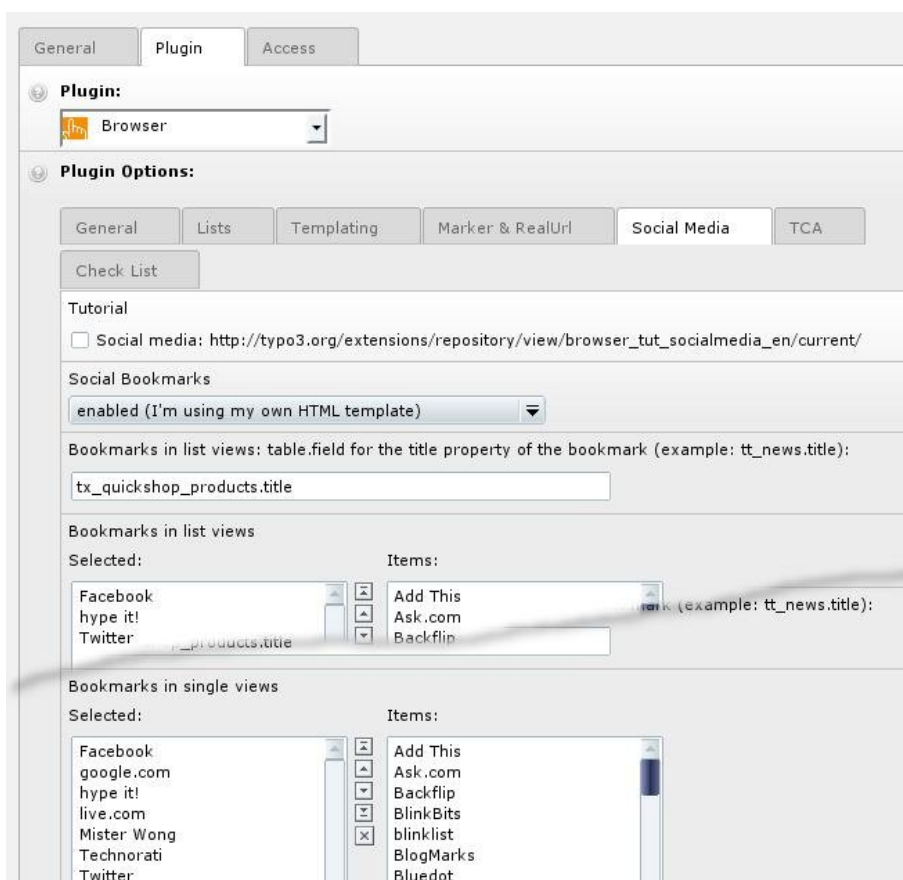 General Plugin Access
Plugin:
Browser
Plugin Options:
General Lists Templating Marker & RealUrl Social Media TCA
Check List
Tutorial
Social media: http://typo3.org/extensions/repository/view/browser_tut_socialmedia_en/current/
Social Bookmarks
enabled (I'm using my own HTML template)
Bookmarks in list views: table.field for the title property of the bookmark (example: tt_news.title):
tx_quickshop_products.title
Bookmarks in list views
Selected: Items:
Facebook Add This
hype it! Ask.com
(example: tt_news.title):
Twitter Backflip
products.title
Bookmarks in single views
Selected: Items:
Facebook Add This
google.com Ask.com
hype it! Backflip
live.com BlinkBits
Mister Wong blinklist
Technorati BlogMarks
Twitter Bluedot